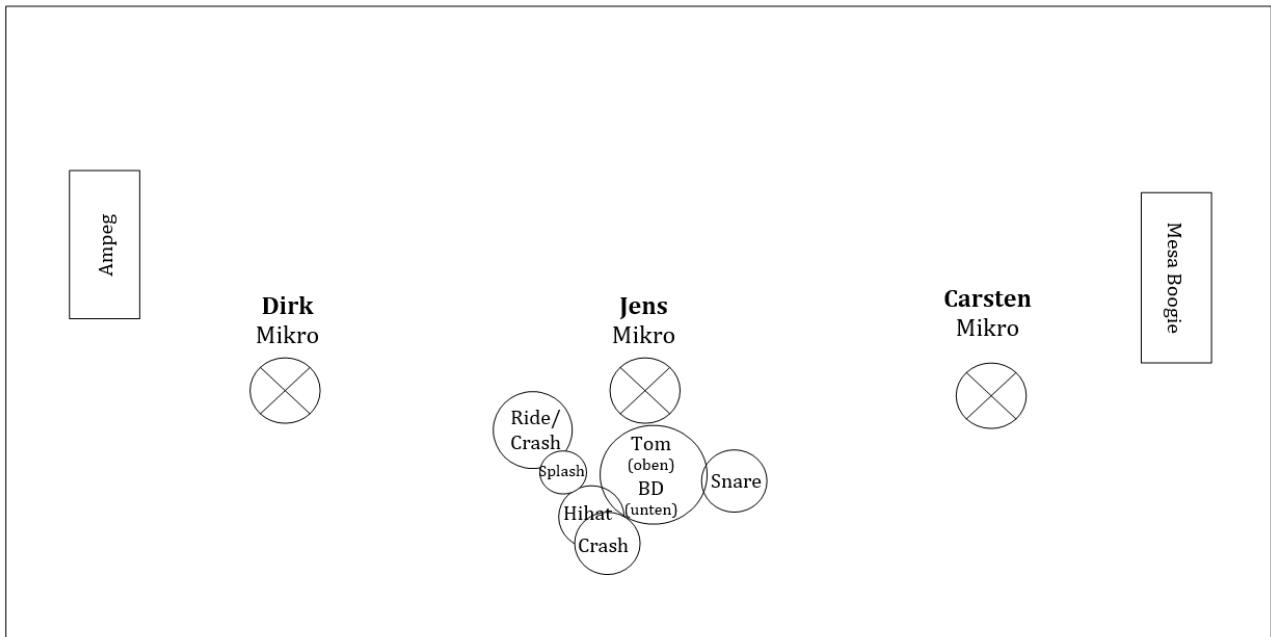 Ampeg
Dirk
Mikro
Jens
Mikro
Carsten
Mikro
Mesa Boogie
Ride/
Crash
Splash
Hihat
Crash
Tom
(oben)
BD
(unten)
Snare